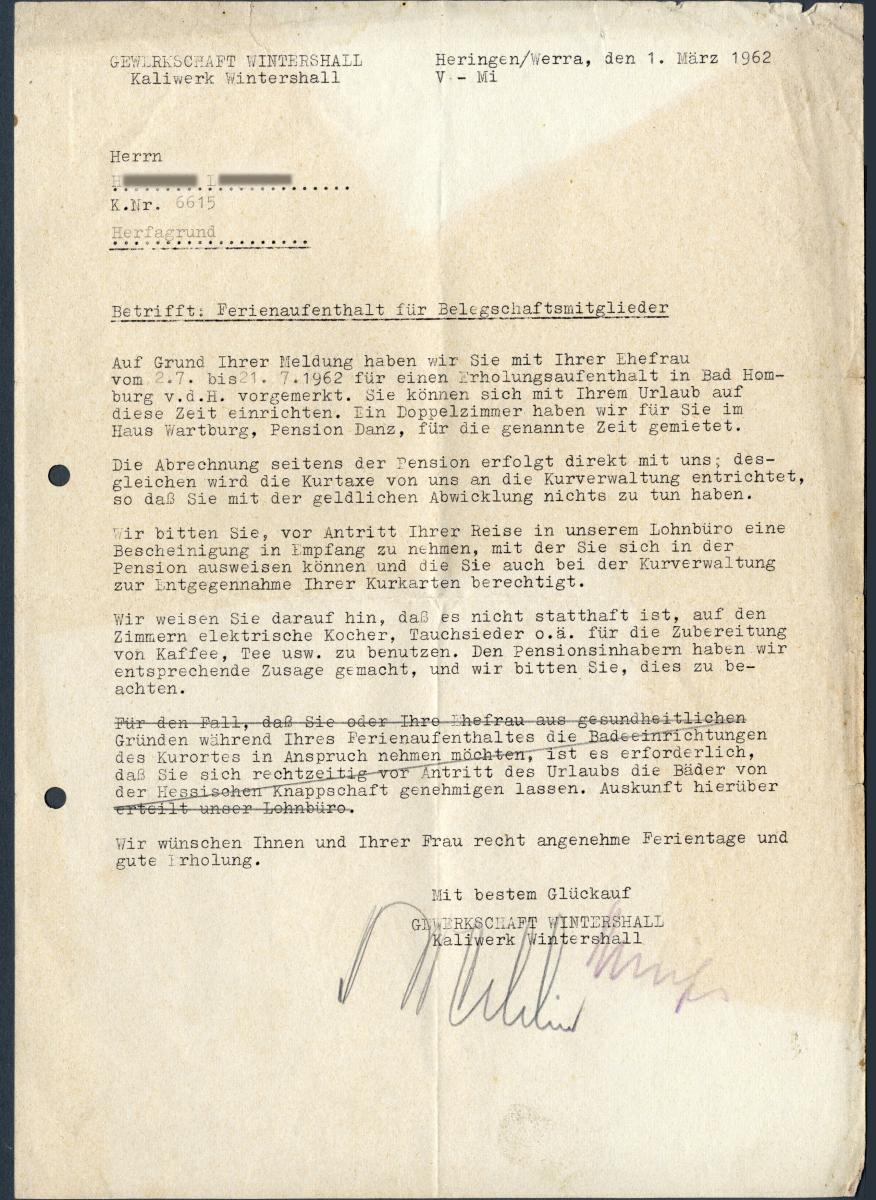 GEWERKSCHAFT WINTERSHALL
Kaliwerk Wintershall
Heringen/Werra, den 1. März 1962
V - Mi
Herrn
K.Nr. 6615
Herfagrund
Betrifft: Ferienaufenthalt für Belegschaftsmitglieder
Auf Grund Ihrer Meldung haben wir Sie mit Ihrer Ehefrau
vom 2.7. bis 21. 7.1962 für einen Erholungsaufenthalt in Bad Hom-
burg v.d.H. vorgemerkt. Sie können sich mit Ihrem Urlaub auf
diese Zeit einrichten. Ein Doppelzimmer haben wir für Sie im
Haus Wartburg, Pension Danz, für die genannte Zeit gemietet.
Die Abrechnung seitens der Pension erfolgt direkt mit uns; des-
gleichen wird die Kurtaxe von uns an die Kurverwaltung entrichtet,
so daß Sie mit der geldlichen Abwicklung nichts zu tun haben.
Wir bitten Sie, vor Antritt Ihrer Reise in unserem Lohnbüro eine
Bescheinigung in Empfang zu nehmen, mit der Sie sich in der
Pension ausweisen können und die Sie auch bei der Kurverwaltung
zur Entgegennahme Ihrer Kurkarten berechtigt.
Wir weisen Sie darauf hin, daß es nicht statthaft ist, auf den
Zimmern elektrische Kocher, Tauchsieder o.ä. für die Zubereitung
von Kaffee, Tee usw. zu benutzen. Den Pensionsinhabern haben wir
entsprechende Zusage gemacht, und wir bitten Sie, dies zu be-
achten.
Für den Fall, daß Sie oder Ihre Ehefrau aus gesundheitlichen
Gründen während Ihres Ferienaufenthaltes die Badeeinrichtungen
des Kurortes in Anspruch nehmen möchten, ist es erforderlich,
daß Sie sich rechtzeitig vor Antritt des Urlaubs die Bäder von
der Hessischen Knappschaft genehmigen lassen. Auskunft hierüber
erteilt unser Lohnbüro.
Wir wünschen Ihnen und Ihrer Frau recht angenehme Ferientage und
gute Erholung.
Mit bestem Glückauf
GEWERKSCHAFT WINTERSHALL
Kaliwerk Wintershall